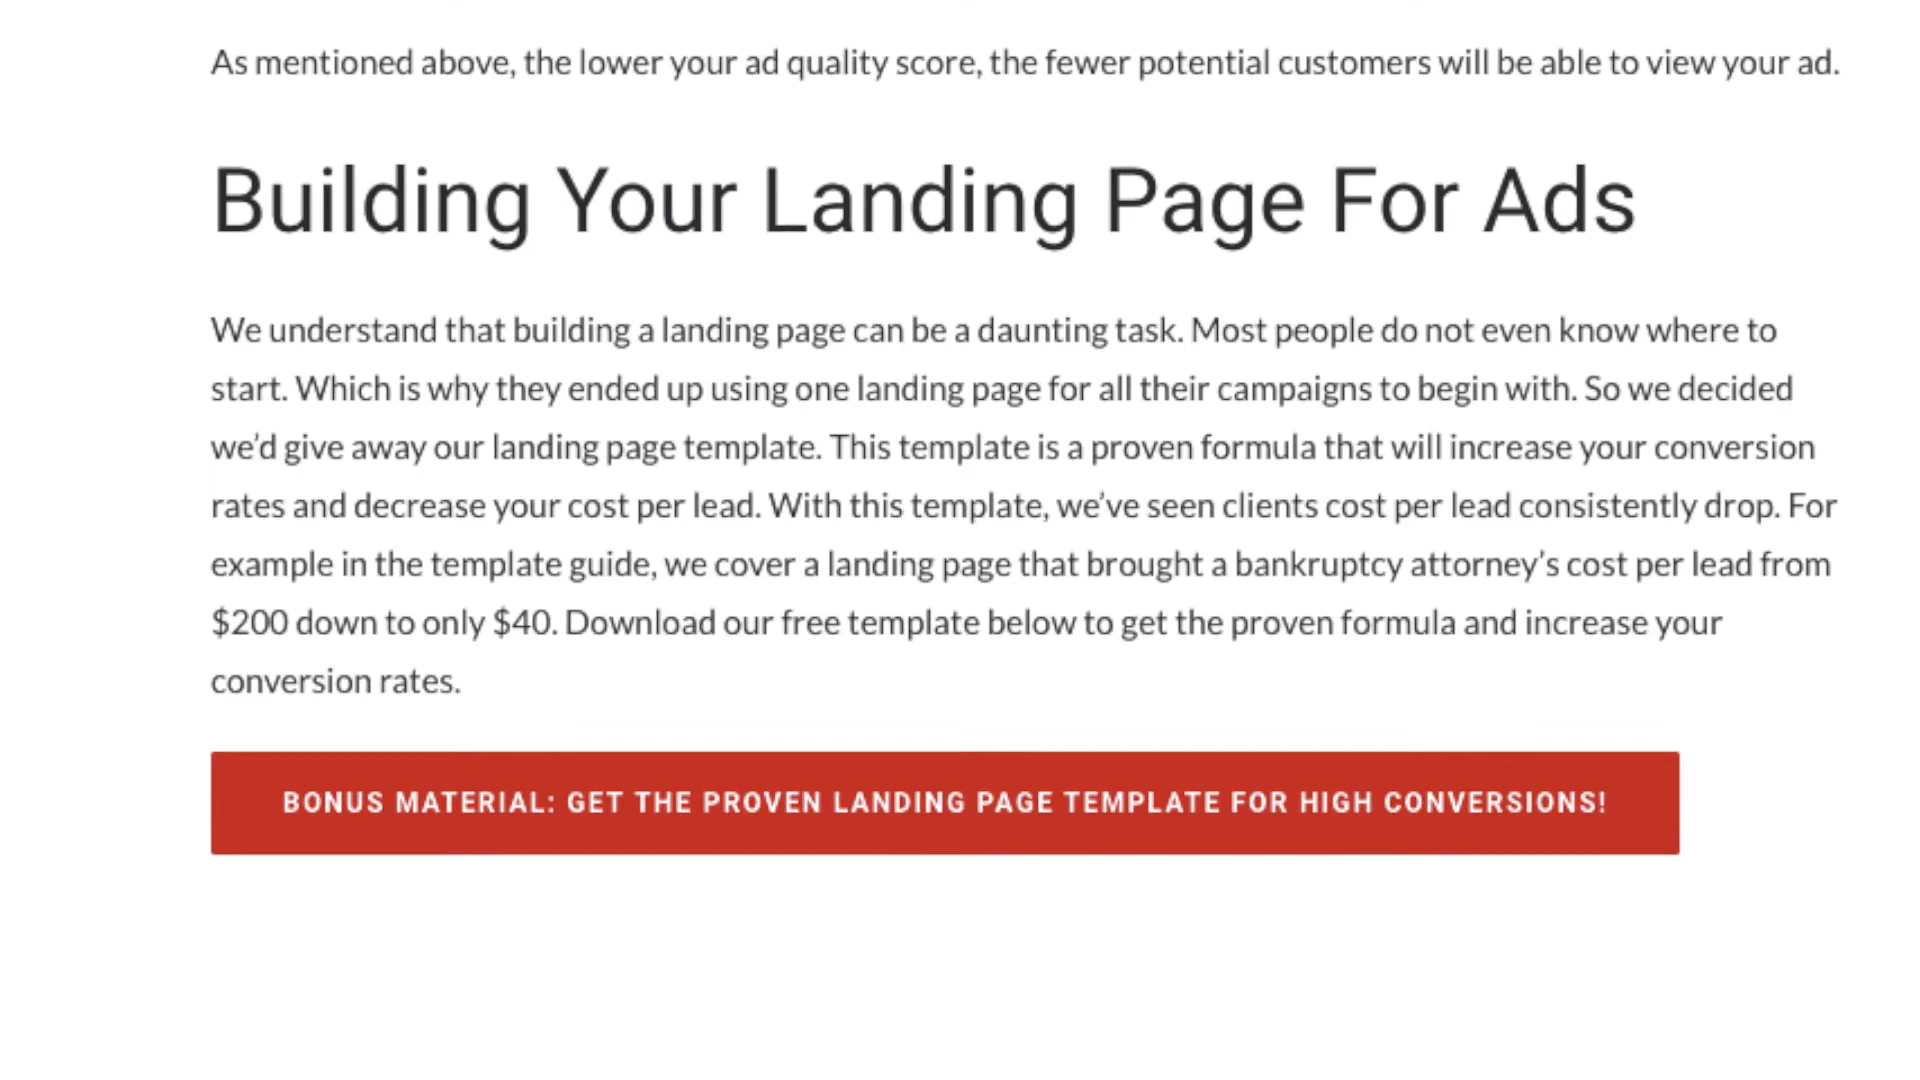 As mentioned above, the lower your ad quality score, the fewer potential customers will be able to view your ad.
Building Your Landing Page For Ads
We understand that building a landing page can be a daunting task. Most people do not even know where to
start. Which is why they ended up using one landing page for all their campaigns to begin with. So we decided
we’d give away our landing page template. This template is a proven formula that will increase your conversion
rates and decrease your cost per lead. With this template, we’ve seen clients cost per lead consistently drop. For
example in the template guide, we cover a landing page that brought a bankruptcy attorney’s cost per lead from
$200 down to only $40. Download our free template below to get the proven formula and increase your
conversion rates.
BONUS MATERIAL: GET THE PROVEN LANDING PAGE TEMPLATE FOR HIGH CONVERSIONS!